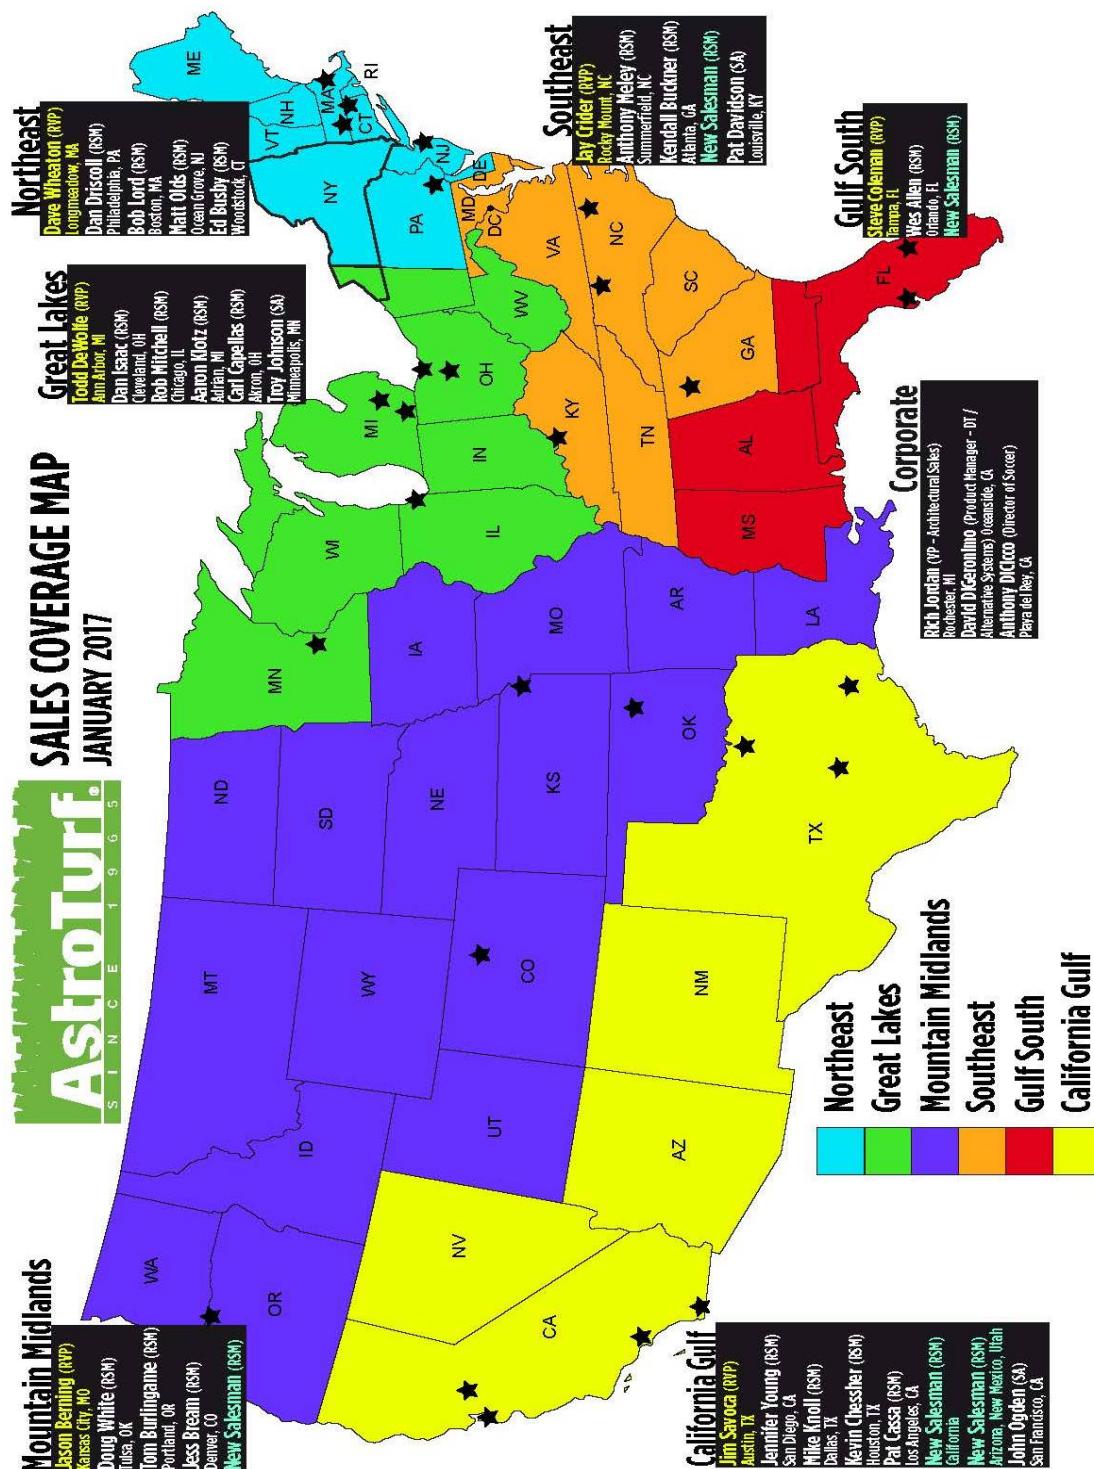 AstroTurf®
SINCE 1965
SALES COVERAGE MAP
JANUARY 2017
Mountain Midlands
Jason Berning (RVP)
Kansas City, MO
Doug White (RSM)
Tulsa, OK
Tom Burlingame (RSM)
Portland, OR
Jess Bream (RSM)
Denver, CO
New Salesman (RSM)
Great Lakes
Todd DeWolfe (RVP)
Ann Arbor, MI
Dan Isaac (RSM)
Cleveland, OH
Rob Mitchell (RSM)
Chicago, IL
Aaron Klotz (RSM)
Adrian, MI
Carl Capellas (RSM)
Akron, OH
Troy Johnson (SA)
Minneapolis, MN
Northeast
Dave Wheaton (RVP)
Longmeadow, MA
Dan Driscoll (RSM)
Philadelphia, PA
Bob Lord (RSM)
Boston, MA
Matt Olds (RSM)
Ocean Grove, NJ
Ed Busby (RSM)
Woodstock, CT
WA
OR
ID
MT
WY
NV
CA
UT
AZ
CO
NM
ND
SD
NE
KS
OK
TX
MN
IA
MO
AR
LA
WI
IL
MI
IN
OH
KY
TN
MS
AL
GA
FL
SC
NC
VA
WV
MD
DC
DE
PA
NJ
NY
CT
RI
MA
VT
NH
ME
Southeast
Jay Crider (RVP)
Rocky Mount, NC
Anthony Meley (RSM)
Summerfield, NC
Kendall Buckner (RSM)
Atlanta, GA
New Salesman (RSM)
Pat Davidson (SA)
Louisville, KY
Gulf South
Steve Coleman (RVP)
Tampa, FL
Wes Allen (RSM)
Orlando, FL
New Salesman (RSM)
California Gulf
Jim Savoca (RVP)
Austin, TX
Jennifer Young (RSM)
San Diego, CA
Mike Knoll (RSM)
Dallas, TX
Kevin Chessher (RSM)
Houston, TX
Pat Cassa (RSM)
Los Angeles, CA
New Salesman (RSM)
California
New Salesman (RSM)
Arizona, New Mexico, Utah
John Ogden (SA)
San Francisco, CA
Northeast
Great Lakes
Mountain Midlands
Southeast
Gulf South
California Gulf
Corporate
Rich Jordan (VP - Architectural Sales)
Rochester, MI
David DiGeronimo (Product Manager - DT /
Alternative Systems) Oceanside, CA
Anthony DiCicco (Director of Soccer)
Playa del Rey, CA